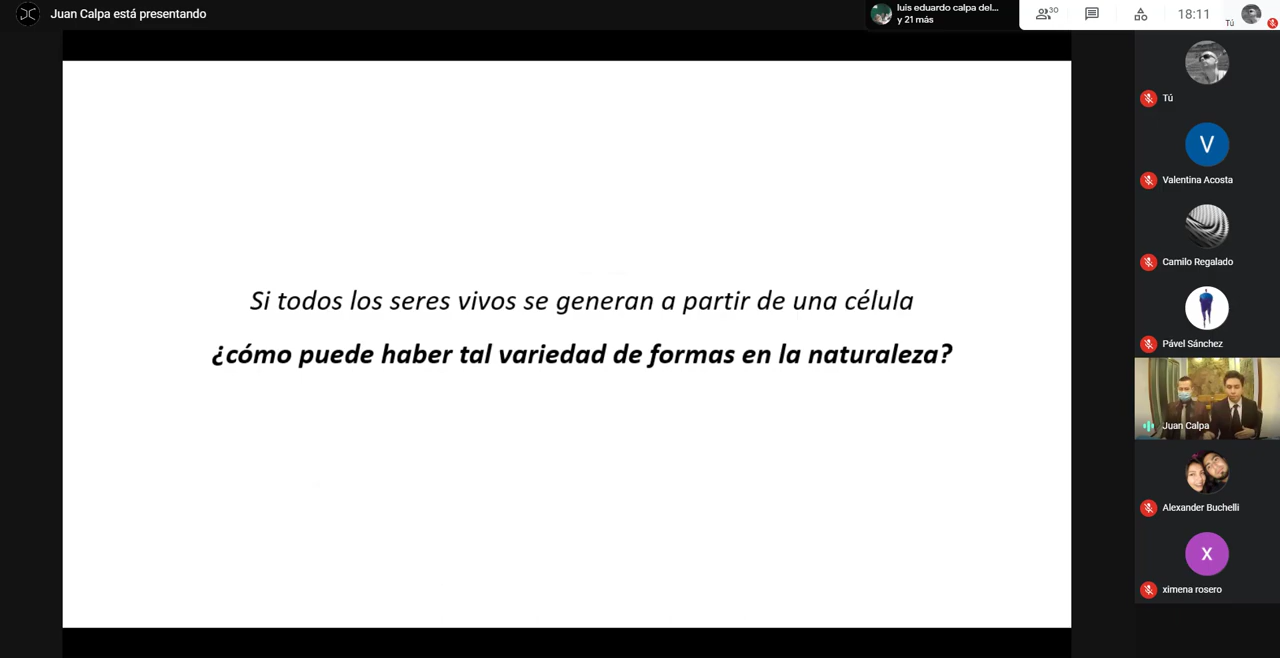 Juan Calpa está presentando
luis eduardo calpa del...
y 21 más
30
18:11
Tú
Tú
V
Valentina Acosta
Camilo Regalado
Pável Sánchez
Juan Calpa
Alexander Buchelli
X
ximena rosero
Si todos los seres vivos se generan a partir de una célula
¿cómo puede haber tal variedad de formas en la naturaleza?